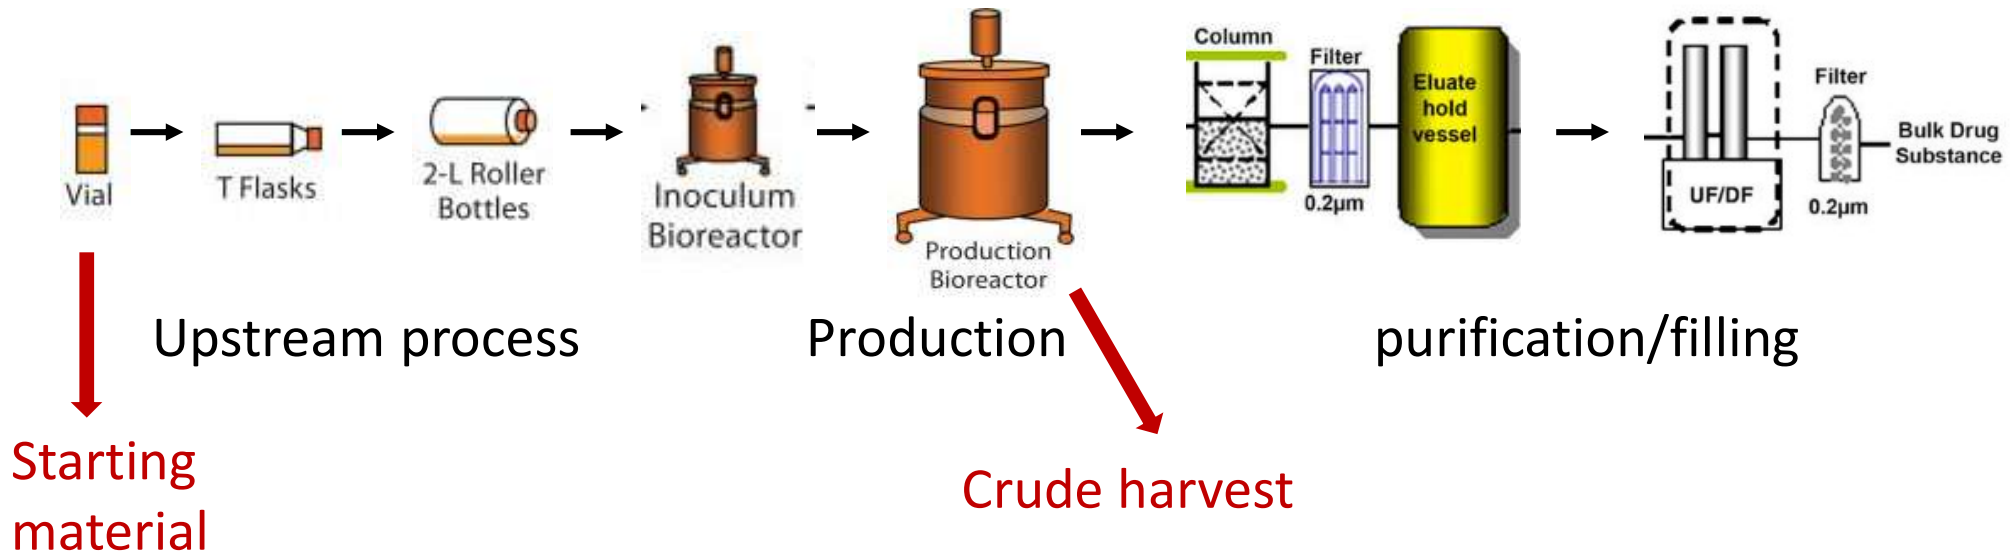 Vial
T Flasks
2-L Roller
Bottles
Inoculum
Bioreactor
Production
Bioreactor
Column
Filter
0.2µm
Eluate
hold
vessel
UF/DF
Filter
0.2µm
Bulk Drug
Substance
Upstream process
Production
purification/filling
Starting
material
Crude harvest